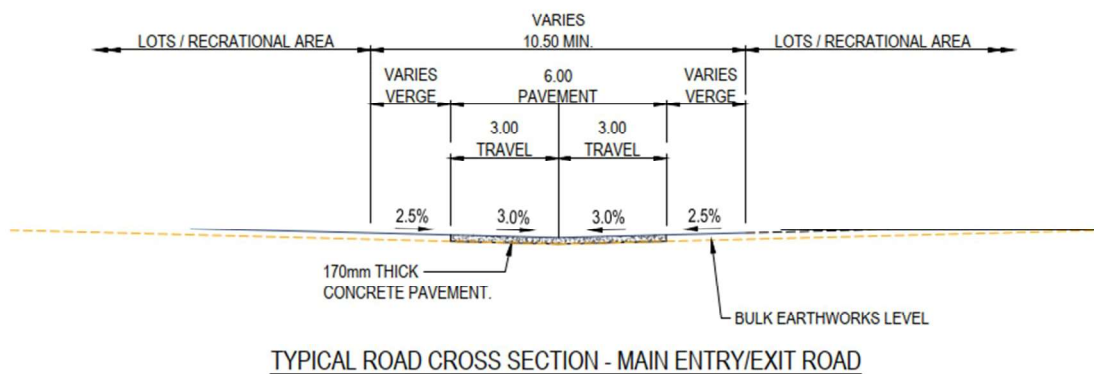 VARIES
10.50 MIN.
LOTS / RECRATIONAL AREA
LOTS / RECRATIONAL AREA
VARIES
VERGE
6.00
PAVEMENT
VARIES
VERGE
3.00
TRAVEL
3.00
TRAVEL
2.5%
3.0%
3.0%
2.5%
170mm THICK
CONCRETE PAVEMENT.
BULK EARTHWORKS LEVEL
TYPICAL ROAD CROSS SECTION - MAIN ENTRY/EXIT ROAD